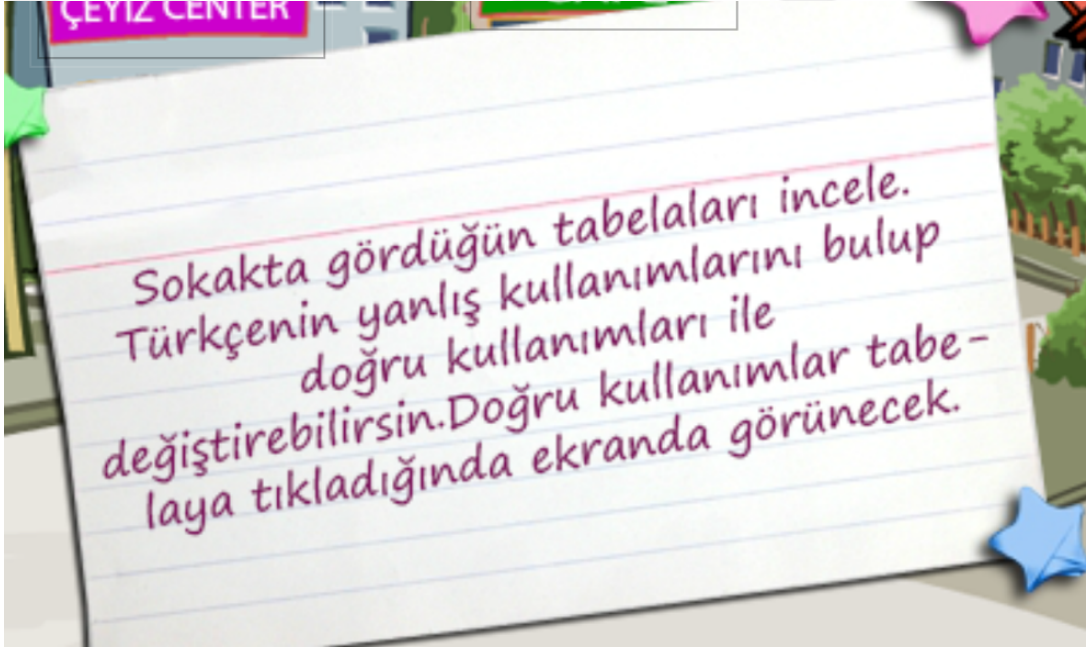 ÇEYİZ CENTER
Sokakta gördüğün tabelaları incele.
Türkçenin yanlış kullanımlarını bulup
doğru kullanımları ile
değiştirebilirsin.Doğru kullanımlar tabe-
laya tıkladığında ekranda görünecek.